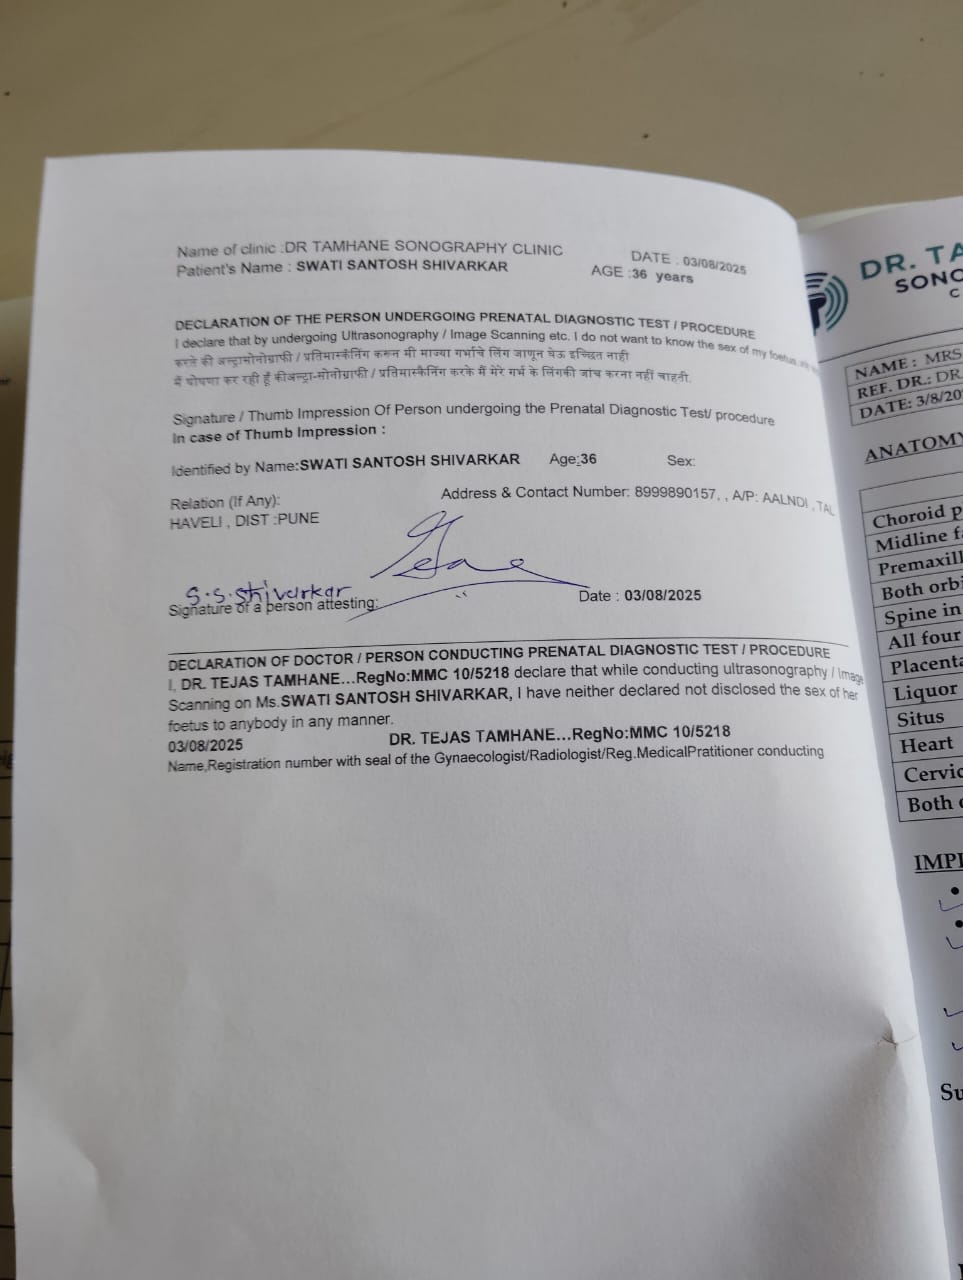 Name of clinic :DR TAMHANE SONOGRAPHY CLINIC
DATE : 03/08/2025
Patient's Name : SWATI SANTOSH SHIVARKAR
AGE :36 years
DECLARATION OF THE PERSON UNDERGOING PRENATAL DIAGNOSTIC TEST / PROCEDURE
I declare that by undergoing Ultrasonography / Image Scanning etc. I do not want to know the sex of my foetus.
करते की अल्ट्रासोनोग्राफी / प्रतिमास्कॅनिंग करून मी माज्या गर्भाचे लिंग जाणून घेऊ इच्छित नाही
में घोषणा कर रही हूँ कीअल्ट्रा-सोनोग्राफी / प्रतिमास्कैनिंग करके मैं मेरे गर्भ के लिंगकी जांच करना नहीं चाहती.
Signature / Thumb Impression Of Person undergoing the Prenatal Diagnostic Test/ procedure
In case of Thumb Impression :
Identified by Name:SWATI SANTOSH SHIVARKAR Age:36 Sex:
Relation (If Any): Address & Contact Number: 8999890157, , A/P: AALNDI , TAL
HAVELI , DIST :PUNE
S.S.Shivarkar
Signature of a person attesting: Date : 03/08/2025
DECLARATION OF DOCTOR / PERSON CONDUCTING PRENATAL DIAGNOSTIC TEST / PROCEDURE
I, DR. TEJAS TAMHANE...RegNo:MMC 10/5218 declare that while conducting ultrasonography / Image
Scanning on Ms.SWATI SANTOSH SHIVARKAR, I have neither declared not disclosed the sex of her
foetus to anybody in any manner.
03/08/2025 DR. TEJAS TAMHANE...RegNo:MMC 10/5218
Name,Registration number with seal of the Gynaecologist/Radiologist/Reg.MedicalPratitioner conducting
DR. TA
SONO
C
NAME : MRS
REF. DR.: DR.
DATE: 3/8/20
ANATOMY
Choroid p
Midline f
Premaxill
Both orbi
Spine in
All four
Placenta
Liquor
Situs
Heart
Cervic
Both
IMPI
Su